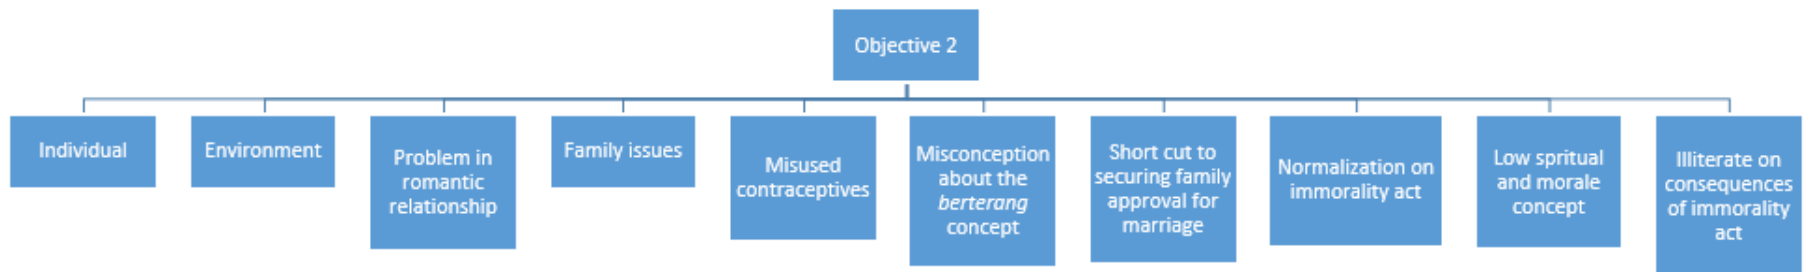 Objective 2
Individual
Environment
Problem in
romantic
relationship
Family issues
Misused
contraceptives
Misconception
about the
berterang
concept
Short cut to
securing family
approval for
marriage
Normalization on
immorality act
Low spritual
and morale
concept
Illiterate on
consequences
of immorality
act